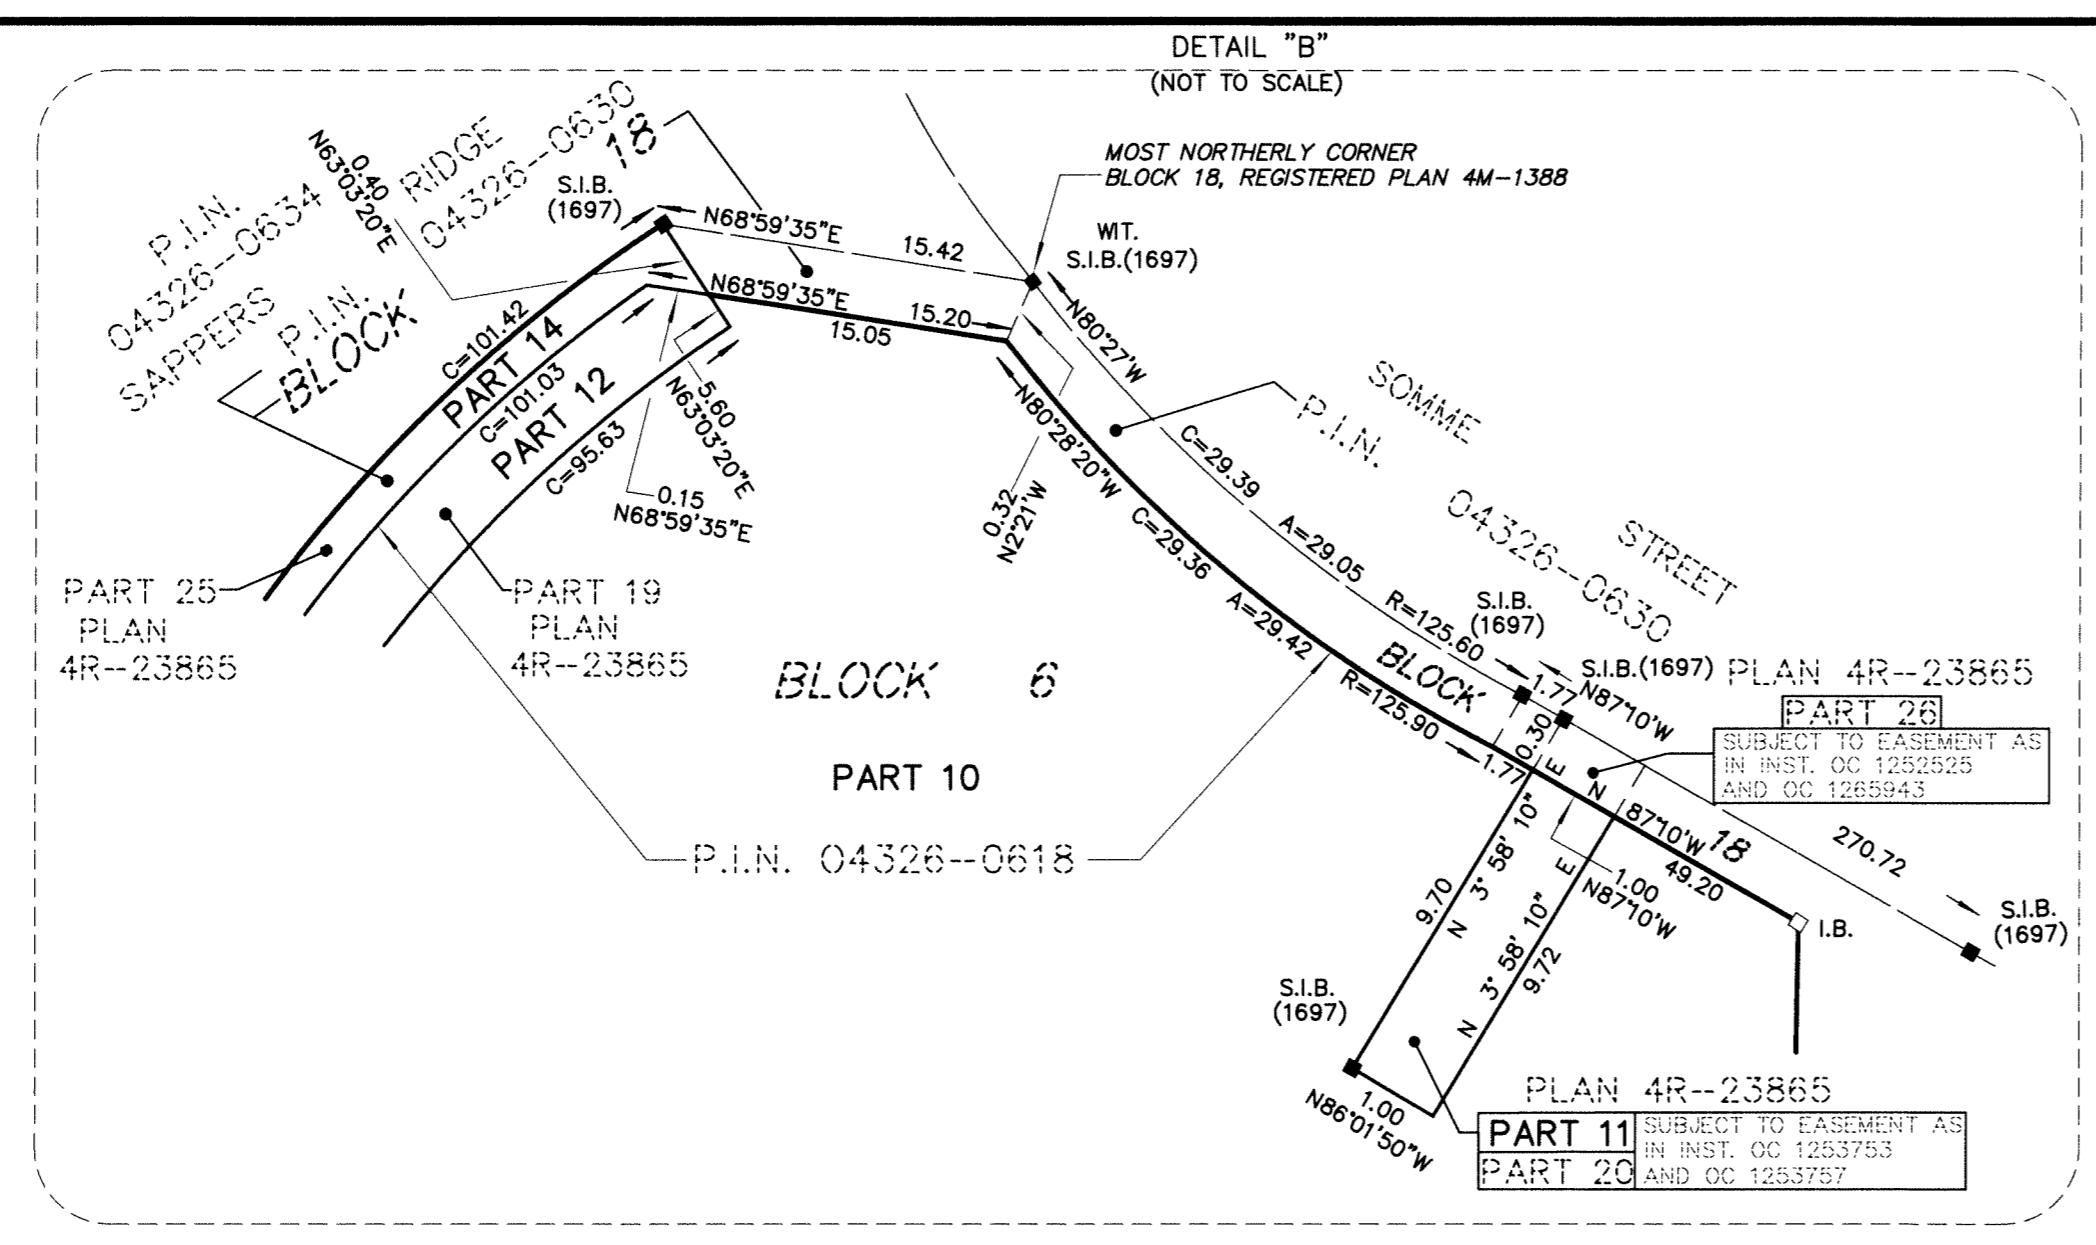 DETAIL "B"
(NOT TO SCALE)
MOST NORTHERLY CORNER
BLOCK 18, REGISTERED PLAN 4M-1388
P.I.N.
04326--0634
SAPPERS
RIDGE
P.I.N.
04326--0630
BLOCK
18
0.40
N63°03'20"E
S.I.B.
(1697)
N68°59'35"E
15.42
WIT.
S.I.B.(1697)
N68°59'35"E
15.20
15.05
C=101.42
PART 14
C=101.03
PART 12
C=95.63
5.60
N63°03'20"E
0.15
N68°59'35"E
N80°27'W
C=29.39
A=29.05
R=125.60
N80°28'20"W
C=29.36
A=29.42
R=125.90
0.32
N2°21'W
SOMME
STREET
P.I.N.
04326--0630
S.I.B.
(1697)
S.I.B.(1697)
BLOCK
18
1.77
N87°10'W
0.30
1.77
PLAN 4R--23865
PART 26
SUBJECT TO EASEMENT AS
IN INST. OC 1252525
AND OC 1265943
PART 25
PLAN
4R--23865
PART 19
PLAN
4R--23865
BLOCK 6
PART 10
P.I.N. 04326--0618
N 87°10'W
49.20
270.72
1.00
N87°10'W
S.I.B.
(1697)
I.B.
9.70
N 3° 58' 10" E
N 3° 58' 10" E
9.72
S.I.B.
(1697)
1.00
N86°01'50"W
PLAN 4R--23865
PART 11
PART 20
SUBJECT TO EASEMENT AS
IN INST. OC 1253753
AND OC 1253757